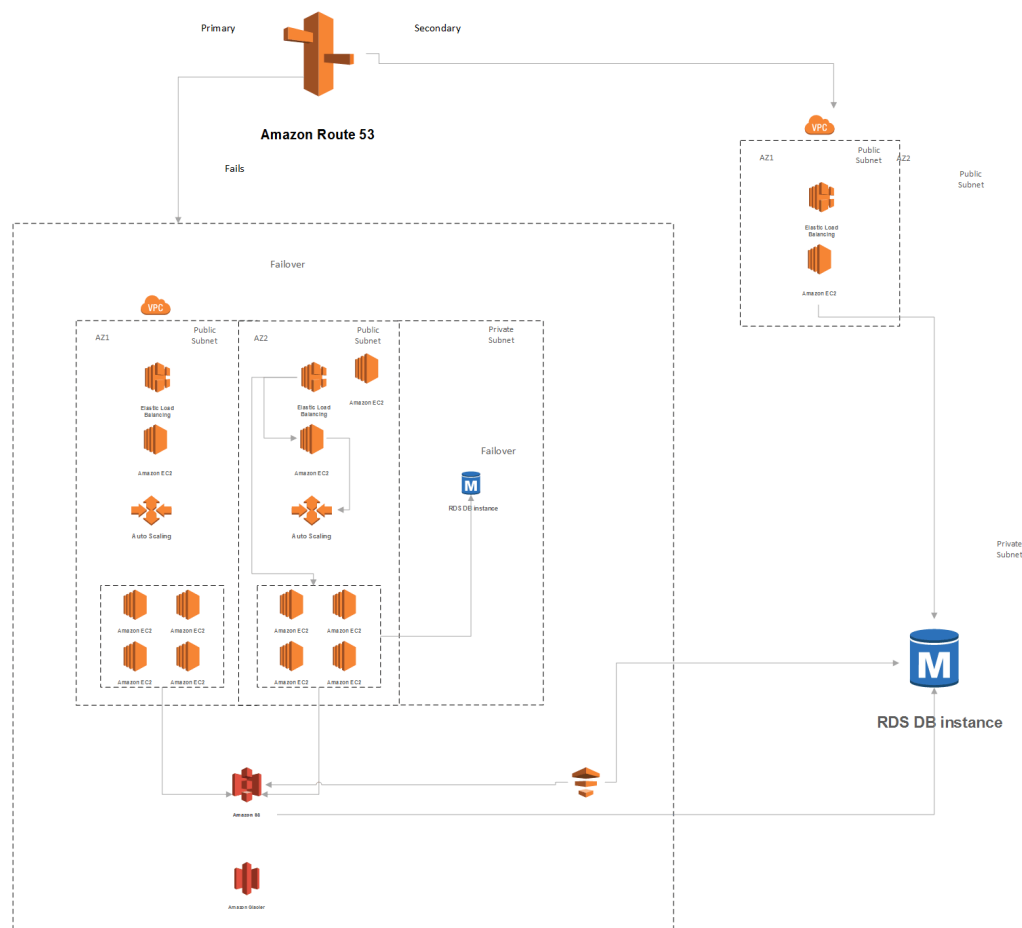 Primary
Secondary
Amazon Route 53
Fails
VPC
AZ1
Public
Subnet
AZ2
Public
Subnet
Elastic Load
Balancing
Amazon EC2
Failover
VPC
AZ1
Public
Subnet
AZ2
Public
Subnet
Private
Subnet
Elastic Load
Balancing
Elastic Load
Balancing
Amazon EC2
Amazon EC2
Amazon EC2
Failover
M
RDS DB instance
Auto Scaling
Auto Scaling
Private
Subnet
Amazon EC2
Amazon EC2
Amazon EC2
Amazon EC2
Amazon EC2
Amazon EC2
Amazon EC2
Amazon EC2
M
RDS DB instance
Amazon
Amazon Glacier